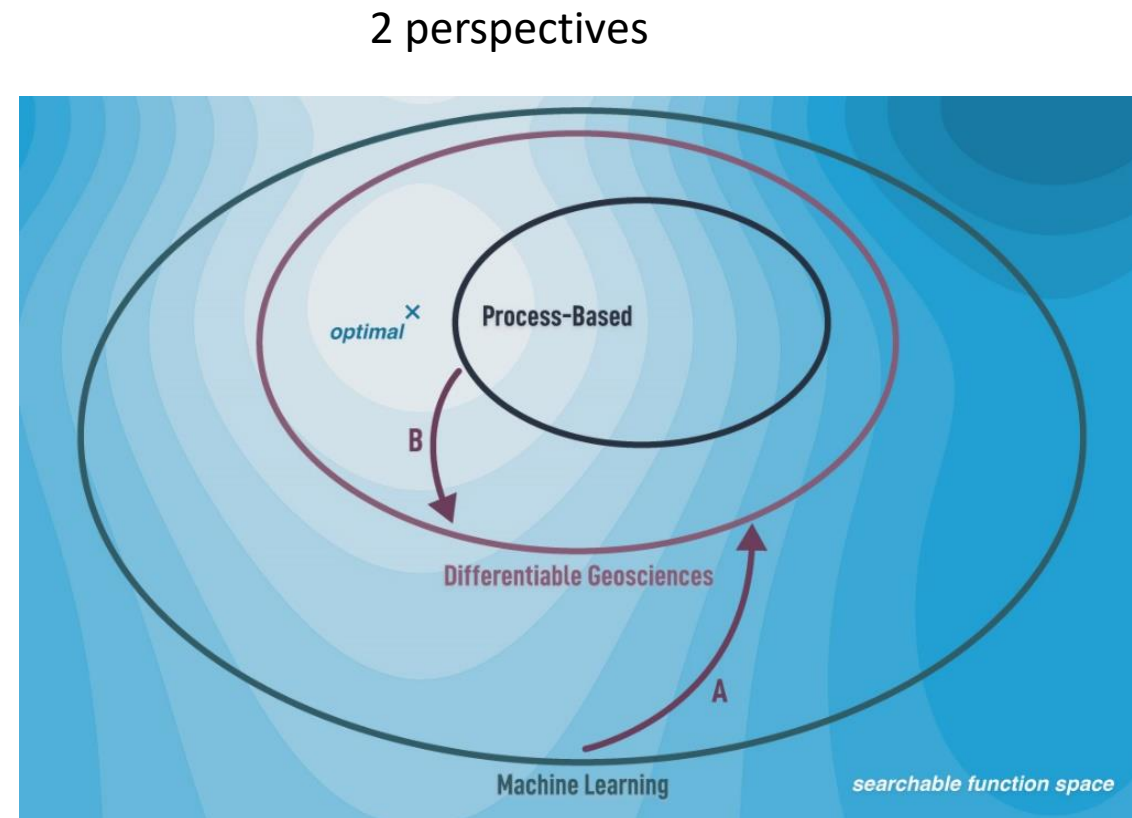 2 perspectives
optimal
Process-Based
B
Differentiable Geosciences
A
Machine Learning
searchable function space